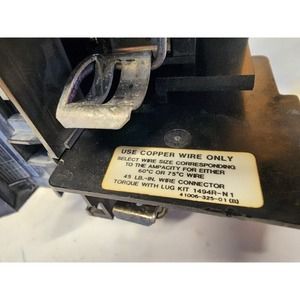 USE COPPER WIRE ONLY
SELECT WIRE SIZE CORRESPONDING
TO THE AMPACITY FOR EITHER
60°C OR 75°C WIRE
45 LB.-IN. WIRE CONNECTOR
TORQUE WITH LUG KIT 1494R-N1
41006-325-01 (B)